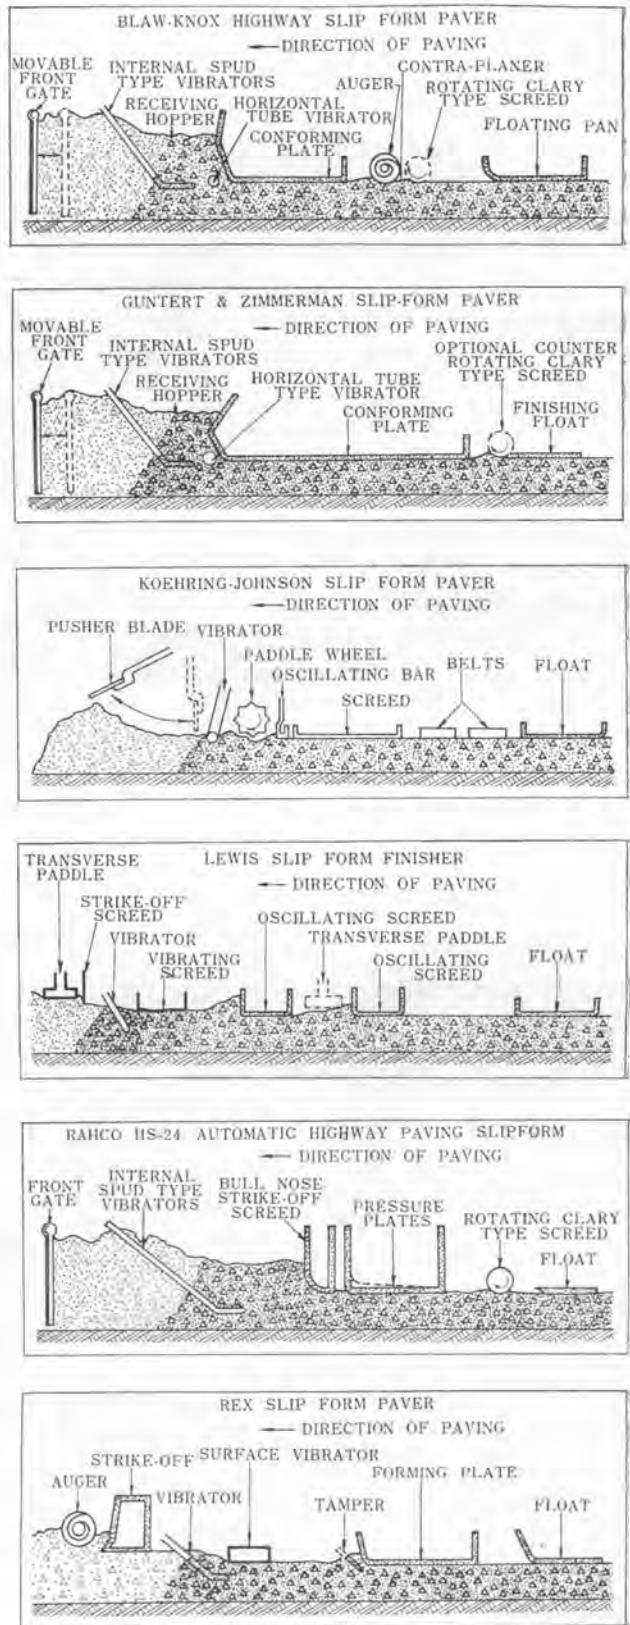 BLAW-KNOX HIGHWAY SLIP FORM PAVER
DIRECTION OF PAVING
MOVABLE
FRONT
GATE
INTERNAL SPUD
TYPE VIBRATORS
RECEIVING
HOPPER
HORIZONTAL
TUBE VIBRATOR
CONFORMING
PLATE
CONTRA-PLANER
AUGER
ROTATING CLARY
TYPE SCREED
FLOATING PAN
GUNTERT & ZIMMERMAN SLIP-FORM PAVER
DIRECTION OF PAVING
MOVABLE
FRONT
GATE
INTERNAL SPUD
TYPE VIBRATORS
RECEIVING
HOPPER
HORIZONTAL TUBE
TYPE VIBRATOR
CONFORMING
PLATE
OPTIONAL COUNTER
ROTATING CLARY
TYPE SCREED
FINISHING
FLOAT
KOEHRING-JOHNSON SLIP FORM PAVER
DIRECTION OF PAVING
PUSHER BLADE
VIBRATOR
PADDLE WHEEL
OSCILLATING BAR
SCREED
BELTS
FLOAT
LEWIS SLIP FORM FINISHER
DIRECTION OF PAVING
TRANSVERSE
PADDLE
STRIKE-OFF
SCREED
VIBRATOR
VIBRATING
SCREED
OSCILLATING SCREED
TRANSVERSE PADDLE
OSCILLATING
SCREED
FLOAT
RAHCO HS-24 AUTOMATIC HIGHWAY PAVING SLIPFORM
DIRECTION OF PAVING
FRONT
GATE
INTERNAL
SPUD TYPE
VIBRATORS
BULL NOSE
STRIKE-OFF
SCREED
PRESSURE
PLATES
ROTATING CLARY
TYPE SCREED
FLOAT
REX SLIP FORM PAVER
DIRECTION OF PAVING
AUGER
STRIKE-OFF
VIBRATOR
SURFACE VIBRATOR
TAMPER
FORMING PLATE
FLOAT